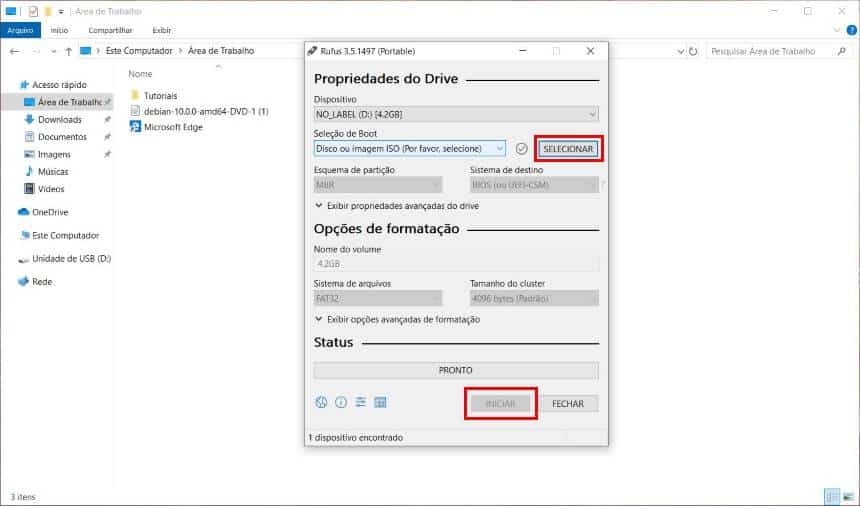 Área de Trabalho
Arquivo Início Compartilhar Exibir
Este Computador > Área de Trabalho
Pesquisar Área de Trabalho
Acesso rápido
Área de Trabalho
Downloads
Documentos
Imagens
Músicas
Vídeos
OneDrive
Este Computador
Unidade de USB (D:)
Rede
Nome
Tutoriais
debian-10.0.0-amd64-DVD-1 (1)
Microsoft Edge
Rufus 3.5.1497 (Portable)
Propriedades do Drive
Dispositivo
NO_LABEL (D:) [4.2GB]
Seleção de Boot
Disco ou imagem ISO (Por favor, selecione)
SELECIONAR
Esquema de partição
MBR
Sistema de destino
BIOS (ou UEFI-CSM)
?
Exibir propriedades avançadas do drive
Opções de formatação
Nome do volume
4.2GB
Sistema de arquivos
FAT32
Tamanho do cluster
4096 bytes (Padrão)
Exibir opções avançadas de formatação
Status
PRONTO
INICIAR
FECHAR
1 dispositivo encontrado
3 itens